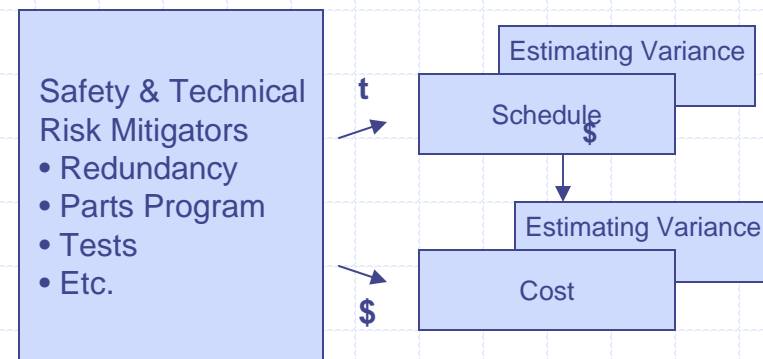 Safety & Technical
Risk Mitigators
• Redundancy
• Parts Program
• Tests
• Etc.
t
$
Estimating Variance
Schedule
$
Estimating Variance
Cost